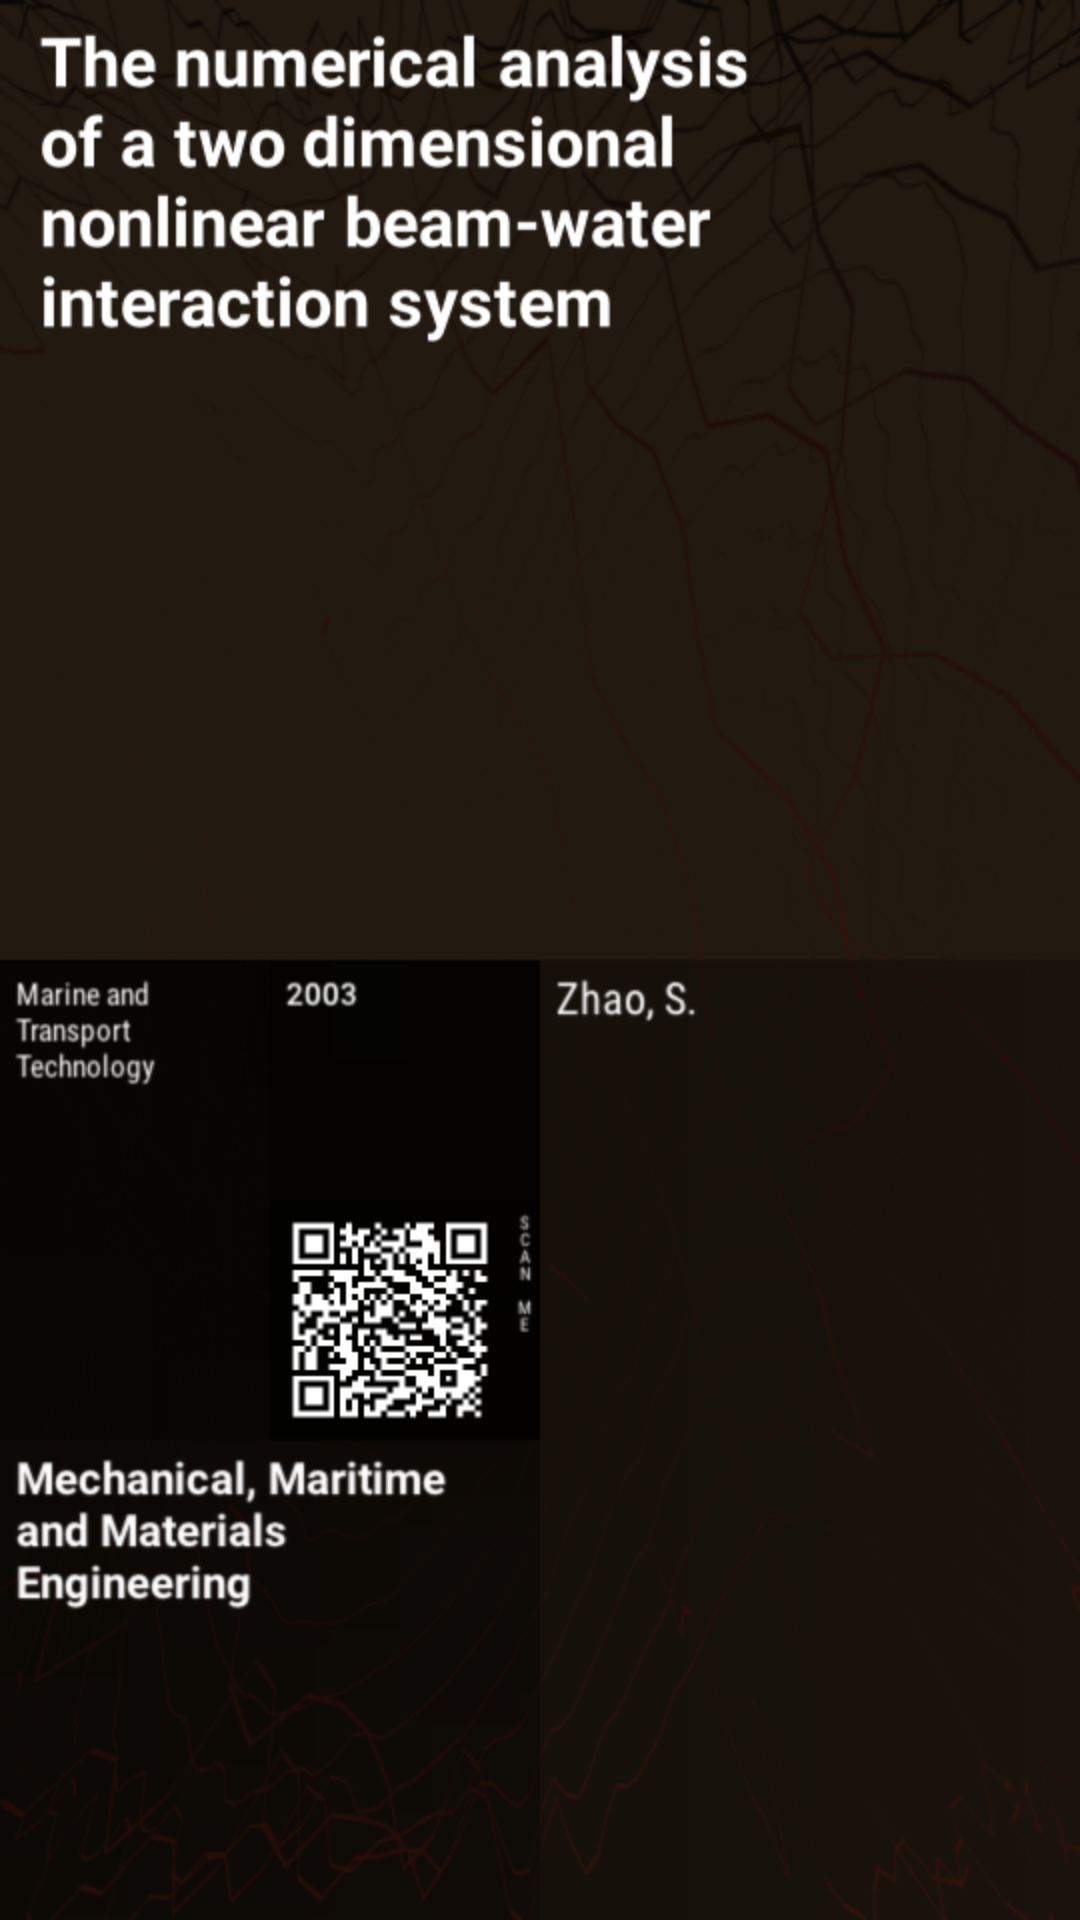 The numerical analysis
of a two dimensional
nonlinear beam-water
interaction system
Marine and
Transport
Technology
2003
Zhao, S.
SCAN ME
Mechanical, Maritime
and Materials
Engineering